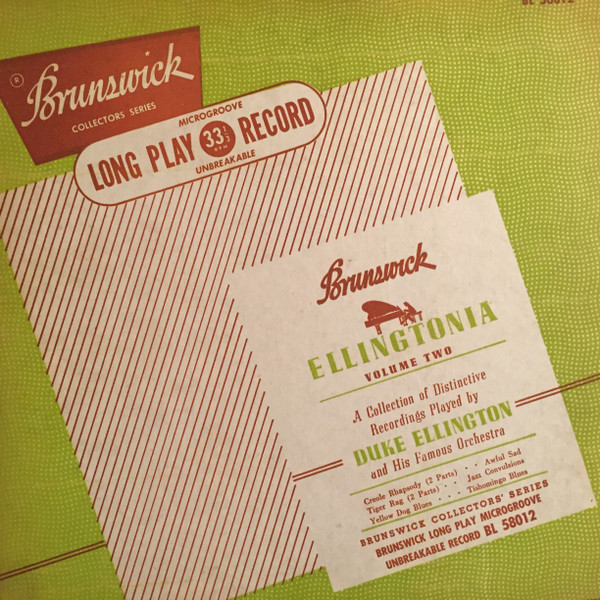 BL 58012
® Brunswick
COLLECTORS' SERIES
MICROGROOVE
LONG PLAY 33 1/3 RPM RECORD
UNBREAKABLE
Brunswick
ELLINGTONIA
VOLUME TWO
A Collection of Distinctive
Recordings Played by
DUKE ELLINGTON
and His Famous Orchestra
Creole Rhapsody (2 Parts) . . Awful Sad
Tiger Rag (2 Parts) . . Jazz Convulsions
Yellow Dog Blues . . . Tishomingo Blues
BRUNSWICK COLLECTORS' SERIES
BRUNSWICK LONG PLAY MICROGROOVE
UNBREAKABLE RECORD BL 58012